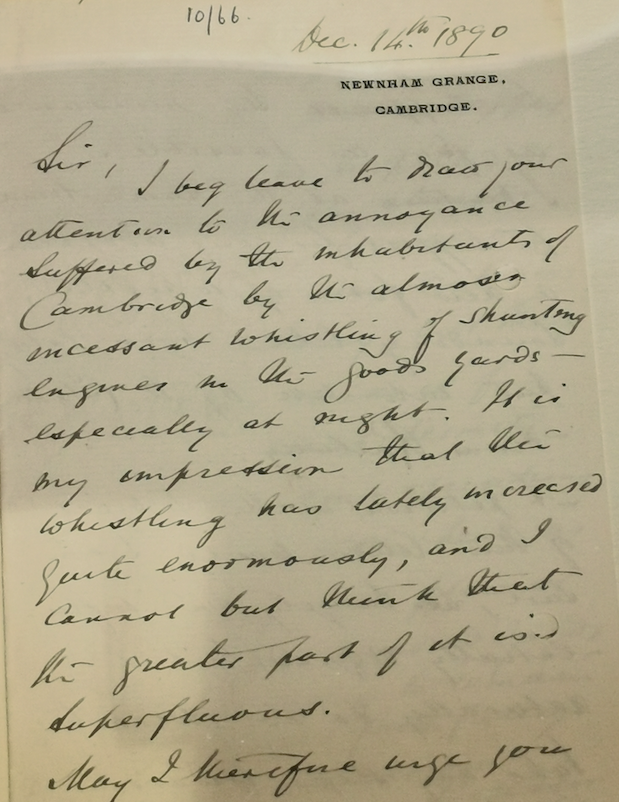 10/66.
Dec. 14th 1890
NEWNHAM GRANGE,
CAMBRIDGE.
Sir, I beg leave to draw your
attention to the annoyance
suffered by the inhabitants of
Cambridge by the almost
incessant whistling of shunting
engines in the goods yards —
especially at night. It is
my impression that this
whistling has lately increased
quite enormously, and I
cannot but think that
the greater part of it is
superfluous.
May I therefore urge you